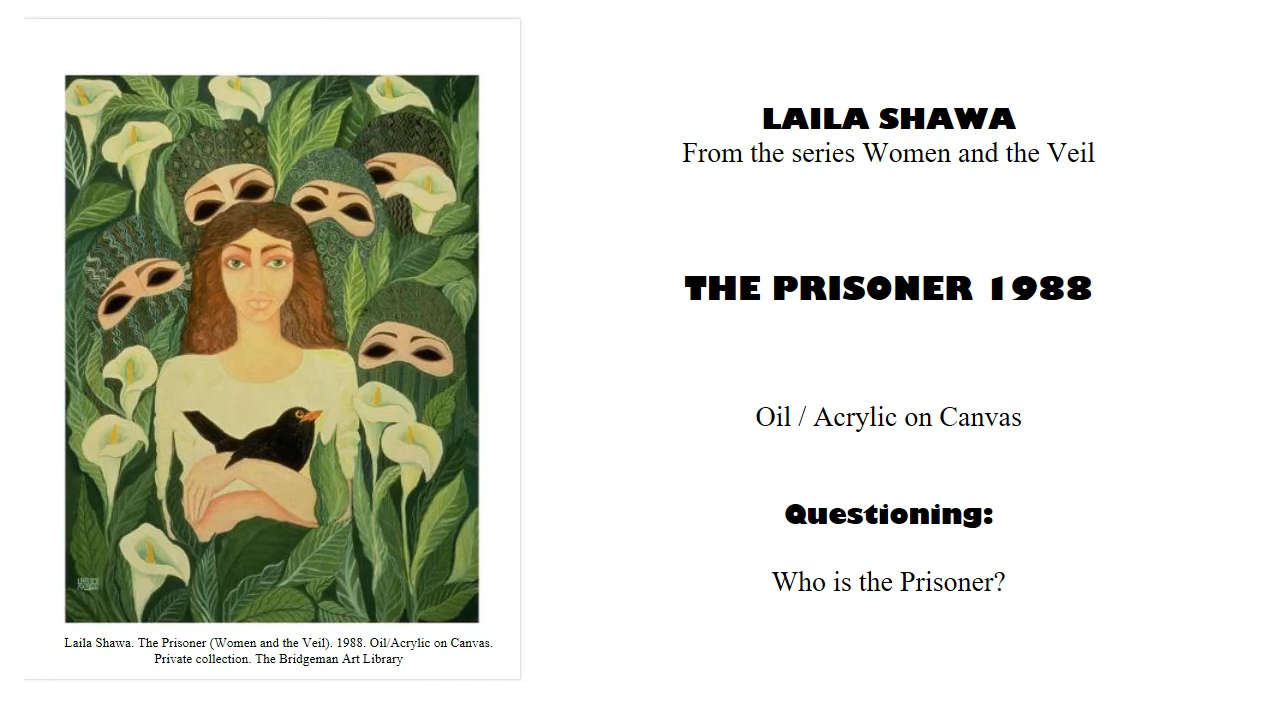 LAILA SHAWA
From the series Women and the Veil
THE PRISONER 1988
Oil / Acrylic on Canvas
Questioning:
Who is the Prisoner?
Laila Shawa. The Prisoner (Women and the Veil). 1988. Oil/Acrylic on Canvas.
Private collection. The Bridgeman Art Library